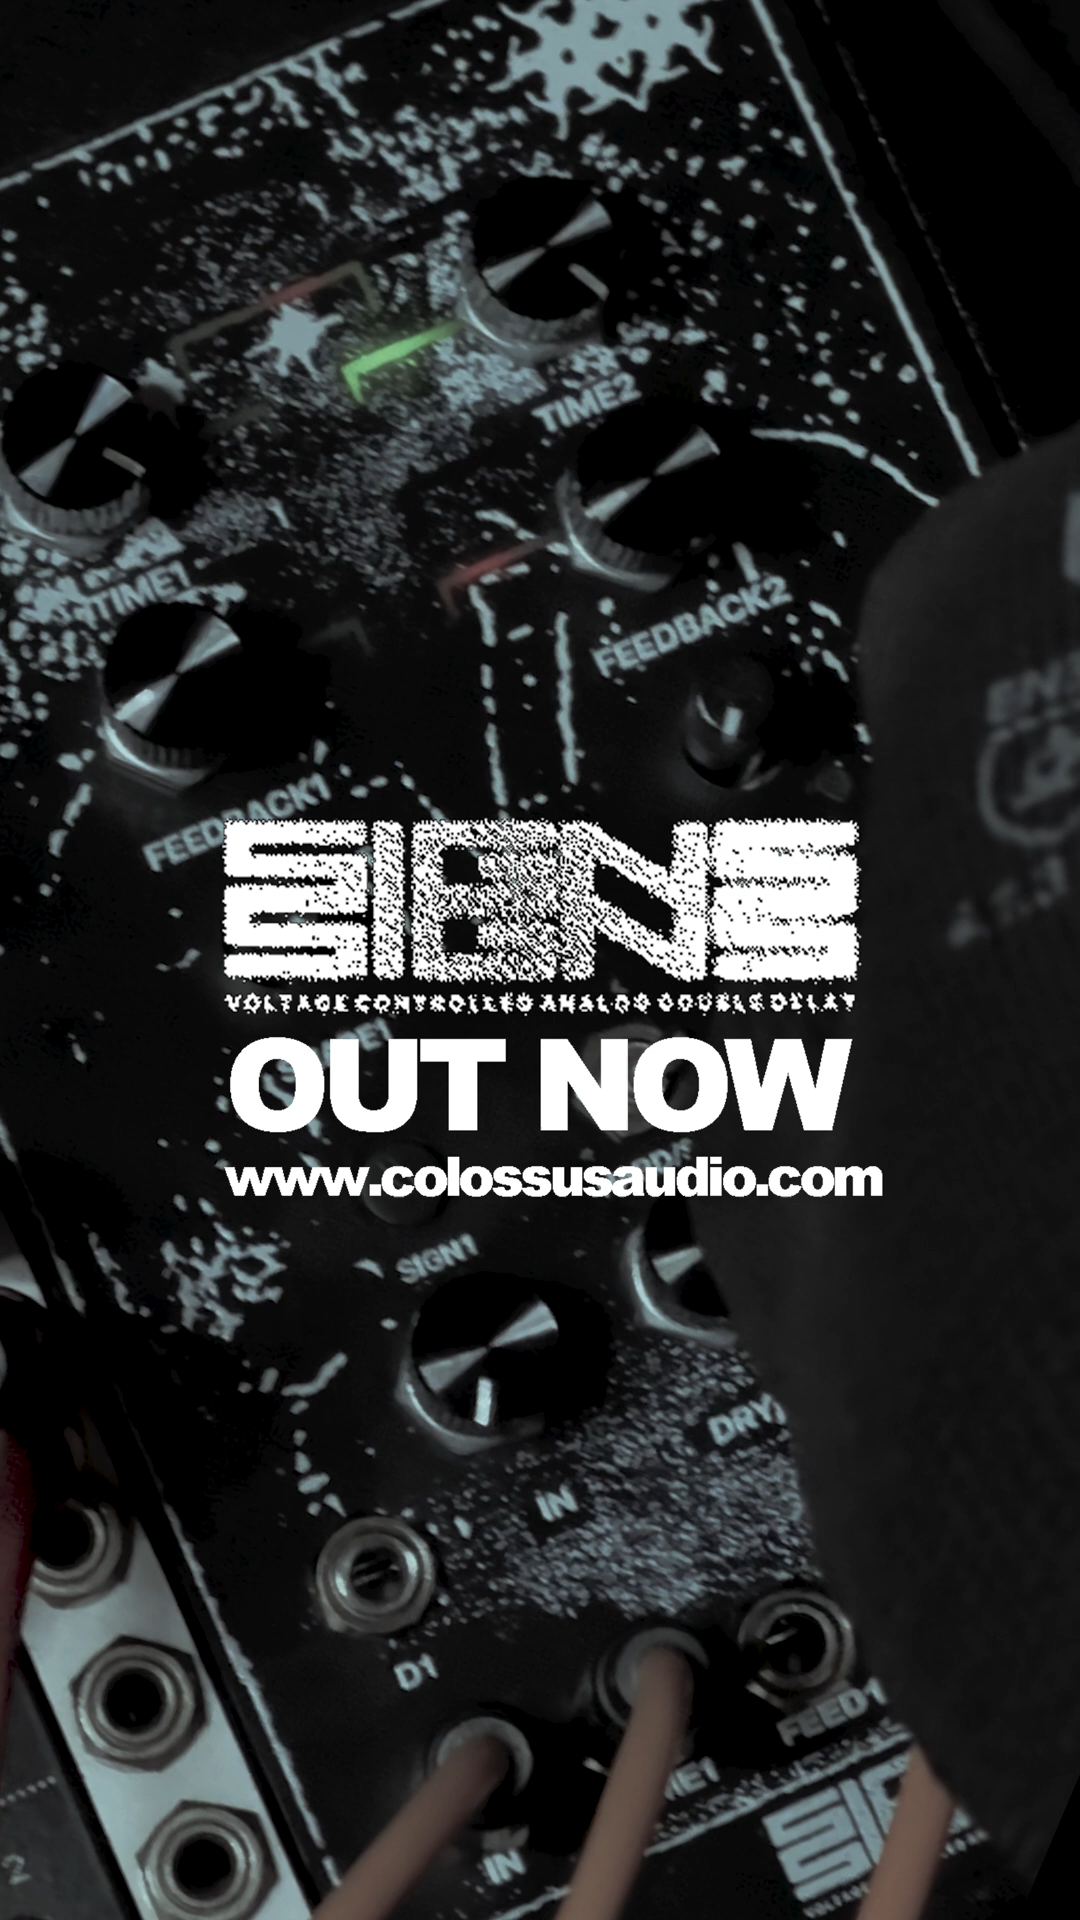 TIME2
TIME1
FEEDBACK2
FEEDBACK1
SIGNS
VOLTAGE CONTROLLED ANALOG DOUBLE DELAY
OUT NOW
www.colossusaudio.com
SIGN1
IN
D1
FEED1
IN
2